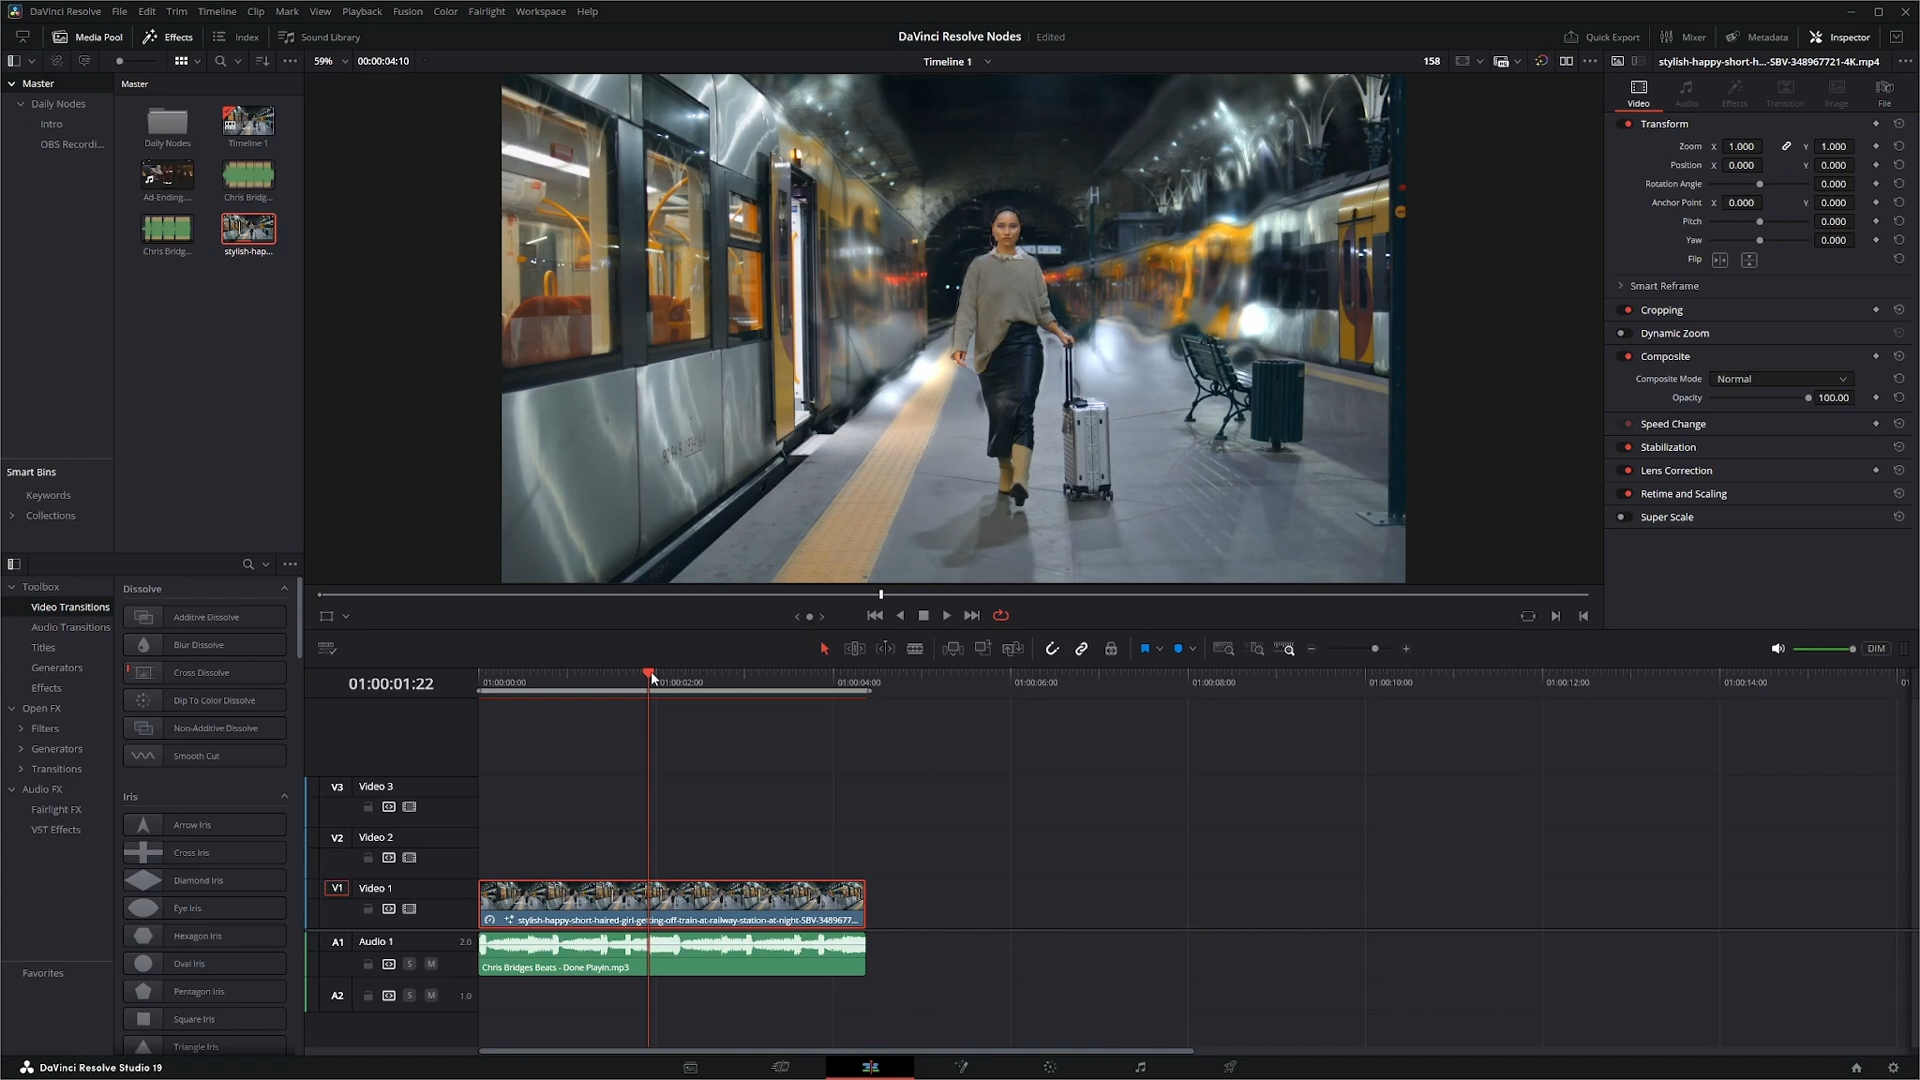 DaVinci Resolve File Edit Trim Timeline Clip Mark View Playback Fusion Color Fairlight Workspace Help
Media Pool Effects Index Sound Library DaVinci Resolve Nodes Edited Quick Export Mixer Metadata Inspector
59% 00:00:04:10 Timeline 1 158 stylish-happy-short-h...-SBV-348967721-4K.mp4
Master
Daily Nodes
Intro
OBS Recordi...
Master
Daily Nodes Timeline 1
Ad-Ending.... Chris Bridg...
Chris Bridg... stylish-hap...
Smart Bins
Keywords
Collections
Video Audio Effects Transition Image File
Transform
Zoom X 1.000 Y 1.000
Position X 0.000 Y 0.000
Rotation Angle 0.000
Anchor Point X 0.000 Y 0.000
Pitch 0.000
Yaw 0.000
Flip
Smart Reframe
Cropping
Dynamic Zoom
Composite
Composite Mode Normal
Opacity 100.00
Speed Change
Stabilization
Lens Correction
Retime and Scaling
Super Scale
Toolbox
Video Transitions
Audio Transitions
Titles
Generators
Effects
Open FX
Filters
Generators
Transitions
Audio FX
Fairlight FX
VST Effects
Favorites
Dissolve
Additive Dissolve
Blur Dissolve
Cross Dissolve
Dip To Color Dissolve
Non-Additive Dissolve
Smooth Cut
Iris
Arrow Iris
Cross Iris
Diamond Iris
Eye Iris
Hexagon Iris
Oval Iris
Pentagon Iris
Square Iris
Triangle Iris
DIM
01:00:01:22
01:00:00:00 01:00:02:00 01:00:04:00 01:00:06:00 01:00:08:00 01:00:10:00 01:00:12:00 01:00:14:00 01
V3 Video 3
V2 Video 2
V1 Video 1
stylish-happy-short-haired-girl-getting-off-train-at-railway-station-at-night-SBV-3489677...
A1 Audio 1 2.0
S M
Chris Bridges Beats - Done Playin.mp3
A2 S M 1.0
DaVinci Resolve Studio 19